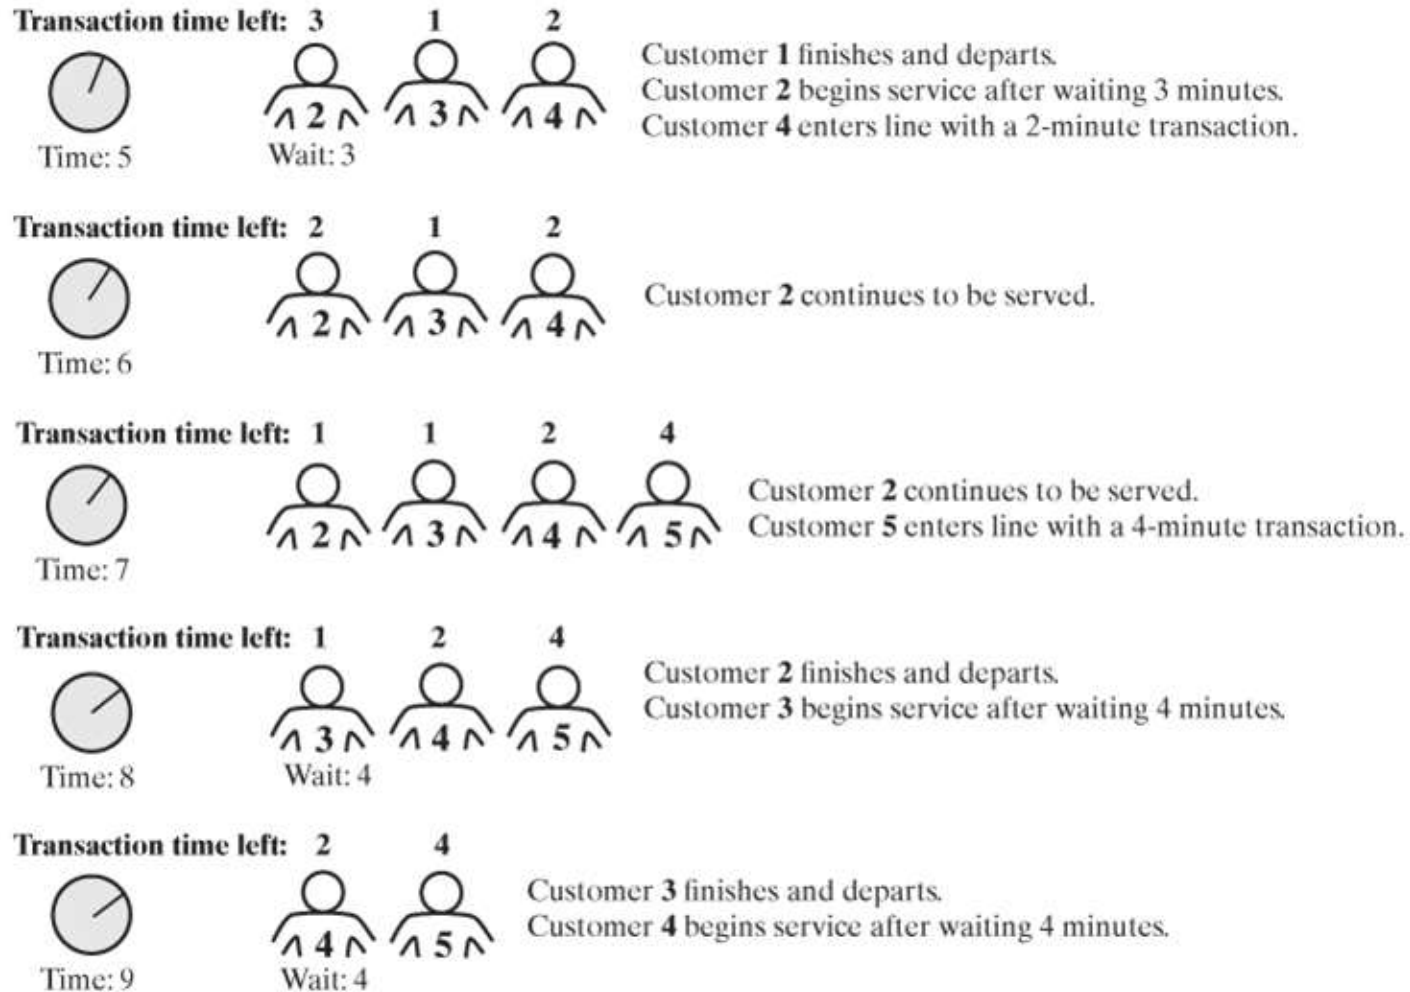 Transaction time left: 3 1 2
Customer 1 finishes and departs.
Customer 2 begins service after waiting 3 minutes.
2 3 4
Customer 4 enters line with a 2-minute transaction.
Time: 5 Wait: 3
Transaction time left: 2 1 2
Customer 2 continues to be served.
2 3 4
Time: 6
Transaction time left: 1 1 2 4
Customer 2 continues to be served.
2 3 4 5
Customer 5 enters line with a 4-minute transaction.
Time: 7
Transaction time left: 1 2 4
Customer 2 finishes and departs.
Customer 3 begins service after waiting 4 minutes.
3 4 5
Time: 8 Wait: 4
Transaction time left: 2 4
Customer 3 finishes and departs.
Customer 4 begins service after waiting 4 minutes.
4 5
Time: 9 Wait: 4